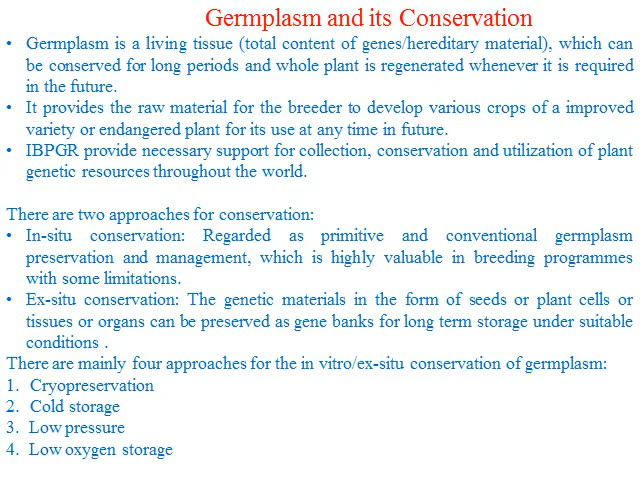 Germplasm and its Conservation
• Germplasm is a living tissue (total content of genes/hereditary material), which can
be conserved for long periods and whole plant is regenerated whenever it is required
in the future.
• It provides the raw material for the breeder to develop various crops of a improved
variety or endangered plant for its use at any time in future.
• IBPGR provide necessary support for collection, conservation and utilization of plant
genetic resources throughout the world.
There are two approaches for conservation:
• In-situ conservation: Regarded as primitive and conventional germplasm
preservation and management, which is highly valuable in breeding programmes
with some limitations.
• Ex-situ conservation: The genetic materials in the form of seeds or plant cells or
tissues or organs can be preserved as gene banks for long term storage under suitable
conditions .
There are mainly four approaches for the in vitro/ex-situ conservation of germplasm:
1. Cryopreservation
2. Cold storage
3. Low pressure
4. Low oxygen storage